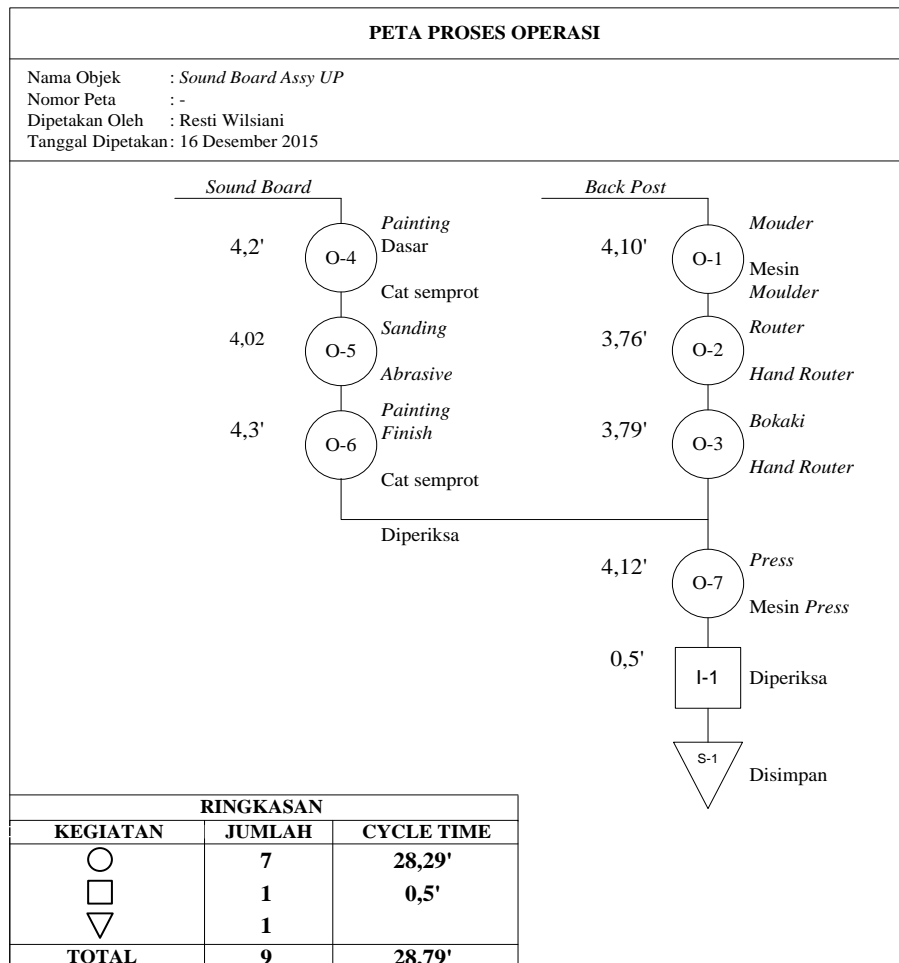 PETA PROSES OPERASI
Nama Objek : Sound Board Assy UP
Nomor Peta : -
Dipetakan Oleh : Resti Wilsiani
Tanggal Dipetakan : 16 Desember 2015
Sound Board
4,2'
O-4
Painting
Dasar
Cat semprot
4,02
O-5
Sanding
Abrasive
4,3'
O-6
Painting
Finish
Cat semprot
Diperiksa
Back Post
4,10'
O-1
Mouder
Mesin
Moulder
3,76'
O-2
Router
Hand Router
3,79'
O-3
Bokaki
Hand Router
4,12'
O-7
Press
Mesin Press
0,5'
I-1
Diperiksa
S-1
Disimpan
RINGKASAN
KEGIATAN JUMLAH CYCLE TIME
7 28,29'
1 0,5'
1
TOTAL 9 28,79'